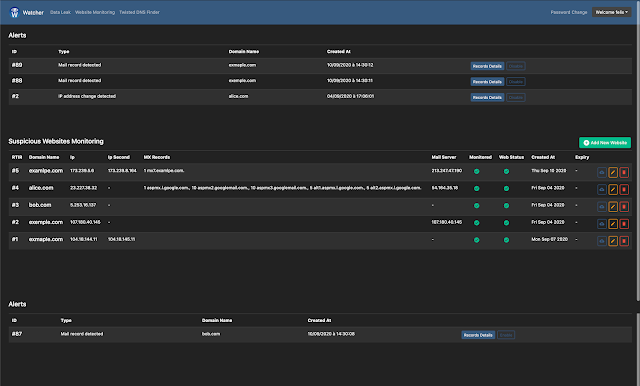 Watcher Data Leak Website Monitoring Twisted DNS Finder Password Change Welcome felix
Alerts
ID Type Domain Name Created At
#89 Mail record detected exmaple.com 10/09/2020 à 14:30:12 Records Details Disable
#88 Mail record detected example.com 10/09/2020 à 14:30:11 Records Details Disable
#2 IP address change detected alice.com 04/09/2020 à 17:00:01 Records Details Disable
Suspicious Websites Monitoring Add New Website
RTIR Domain Name Ip Ip Second MX Records Mail Server Monitored Web Status Created At Expiry
#5 examlpe.com 173.239.5.6 173.239.8.164 1 mx7.examlpe.com. 213.247.47.190 Thu Sep 10 2020 -
#4 alice.com 23.227.38.32 - 1 aspmx.l.google.com., 10 aspmx2.googlemail.com., 10 aspmx3.googlemail.com., 5 alt1.aspmx.l.google.com., 5 alt2.aspmx.l.google.com. 54.164.36.18 Fri Sep 04 2020 -
#3 bob.com 5.253.16.137 - - Fri Sep 04 2020 -
#2 exemple.com 107.180.40.145 - 107.180.40.145 Fri Sep 04 2020 -
#1 exmaple.com 104.18.144.11 104.18.145.11 - Mon Sep 07 2020 -
Alerts
ID Type Domain Name Created At
#87 Mail record detected bob.com 10/09/2020 à 14:30:08 Records Details